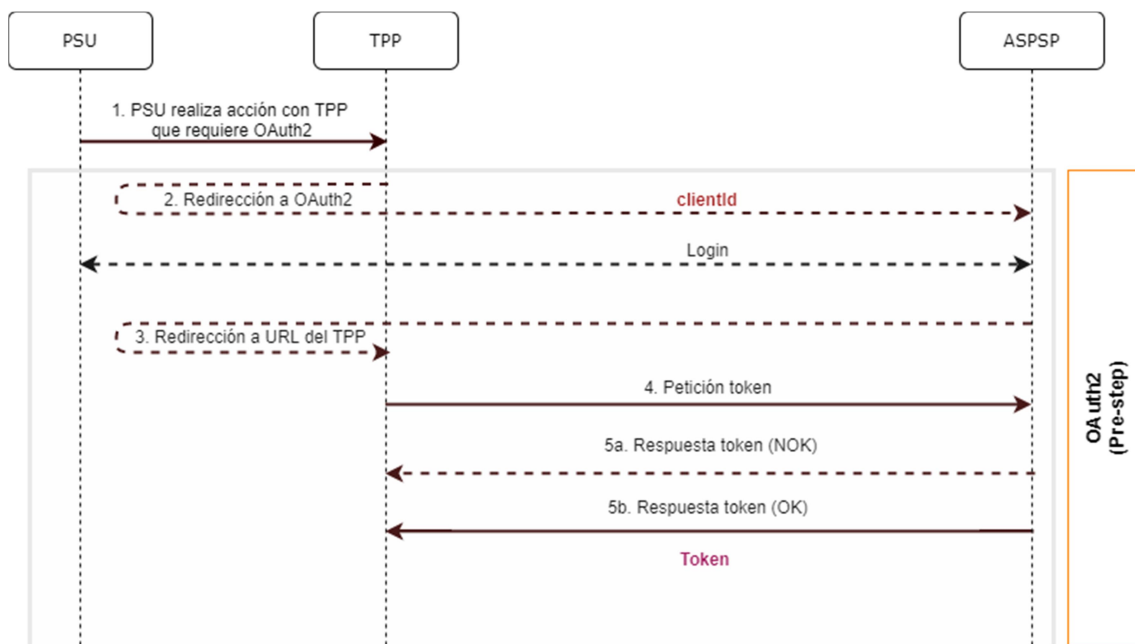 PSU
TPP
ASPSP
1. PSU realiza acción con TPP
que requiere OAuth2
2. Redirección a OAuth2
clientId
Login
3. Redirección a URL del TPP
4. Petición token
5a. Respuesta token (NOK)
5b. Respuesta token (OK)
Token
OAuth2
(Pre-step)